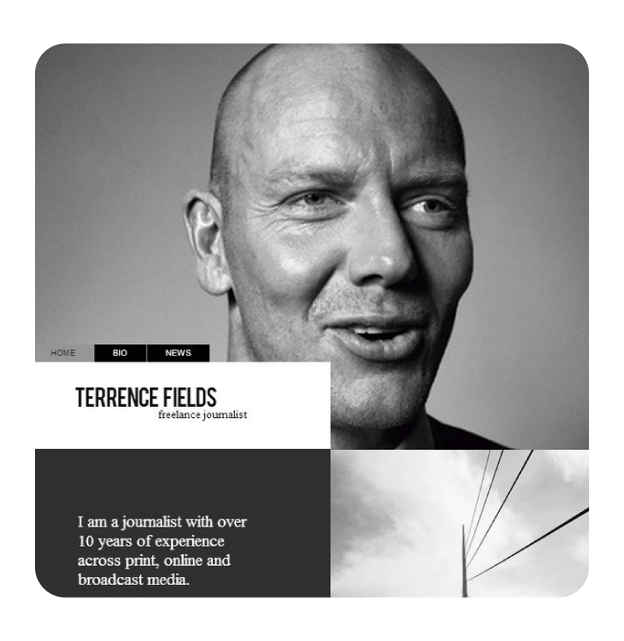 HOME BIO NEWS
TERRENCE FIELDS
freelance journalist
I am a journalist with over
10 years of experience
across print, online and
broadcast media.